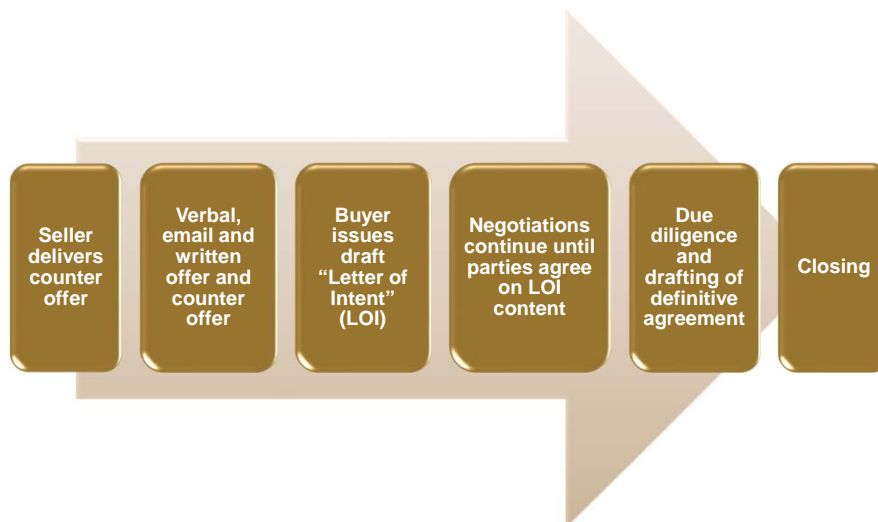 Seller
delivers
counter
offer
Verbal,
email and
written
offer and
counter
offer
Buyer
issues
draft
“Letter of
Intent”
(LOI)
Negotiations
continue until
parties agree
on LOI
content
Due
diligence
and
drafting of
definitive
agreement
Closing